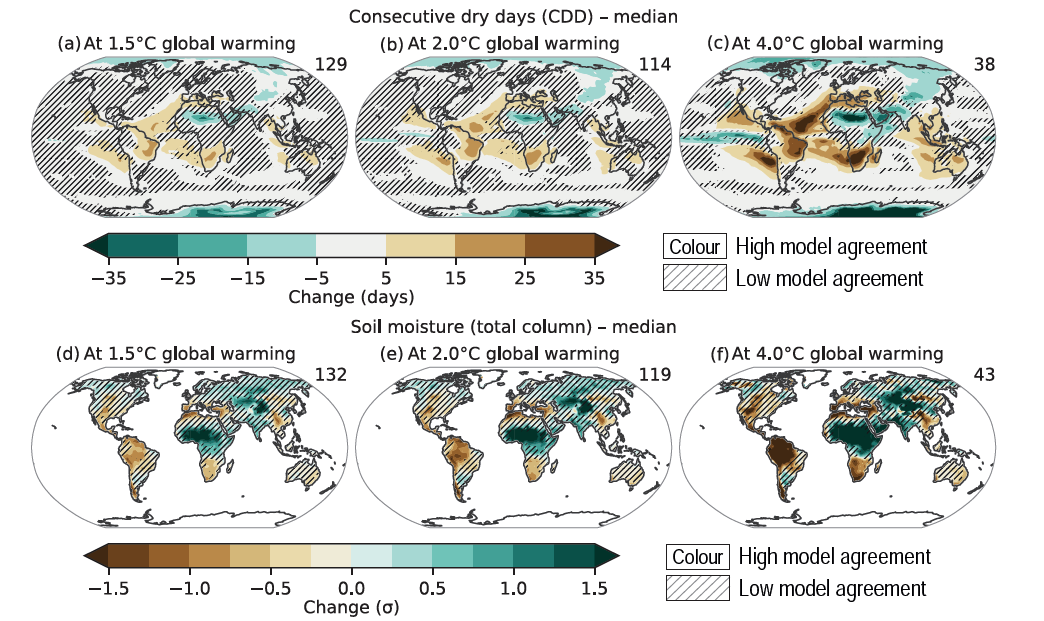 Consecutive dry days (CDD) – median
(a) At 1.5°C global warming
129
(b) At 2.0°C global warming
114
(c) At 4.0°C global warming
38
−35 −25 −15 −5 5 15 25 35
Change (days)
Colour High model agreement
Low model agreement
Soil moisture (total column) – median
(d) At 1.5°C global warming
132
(e) At 2.0°C global warming
119
(f) At 4.0°C global warming
43
−1.5 −1.0 −0.5 0.0 0.5 1.0 1.5
Change (σ)
Colour High model agreement
Low model agreement